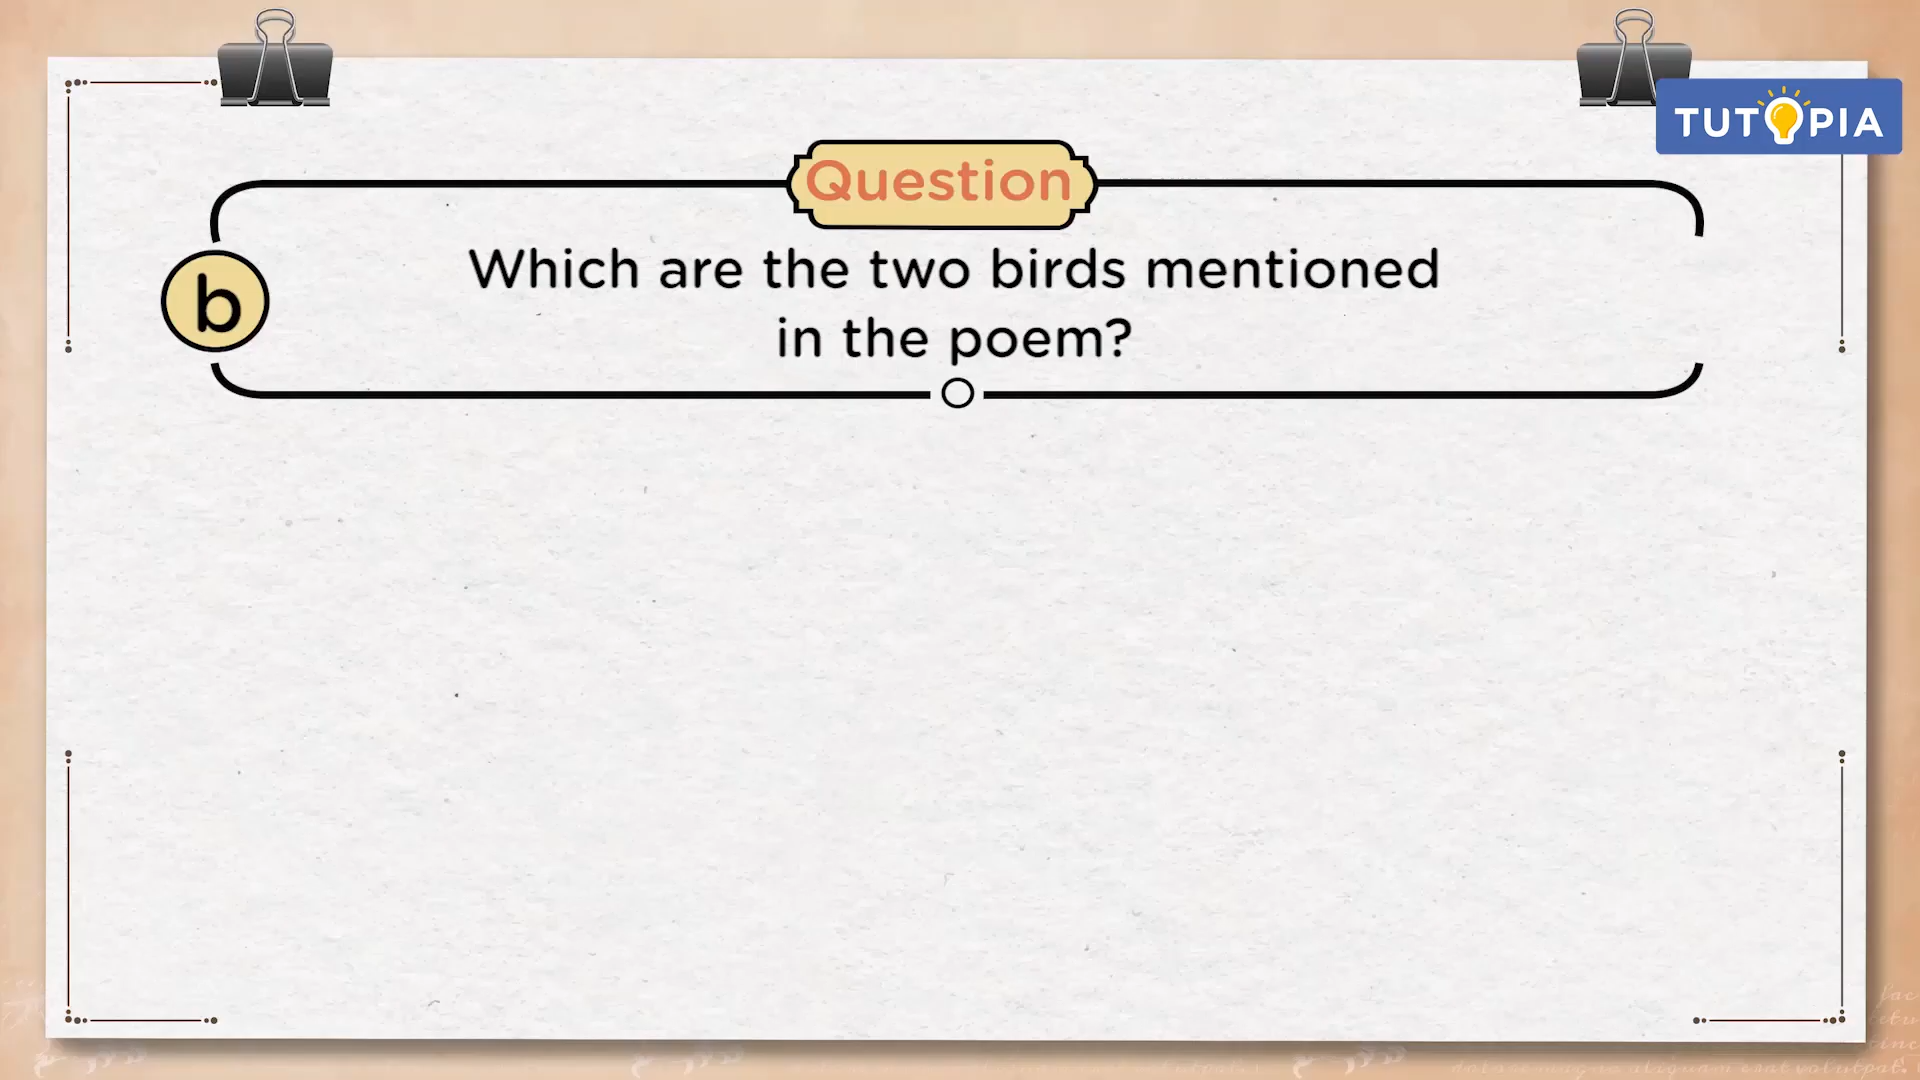 TUTOPIA
Question
b
Which are the two birds mentioned
in the poem?